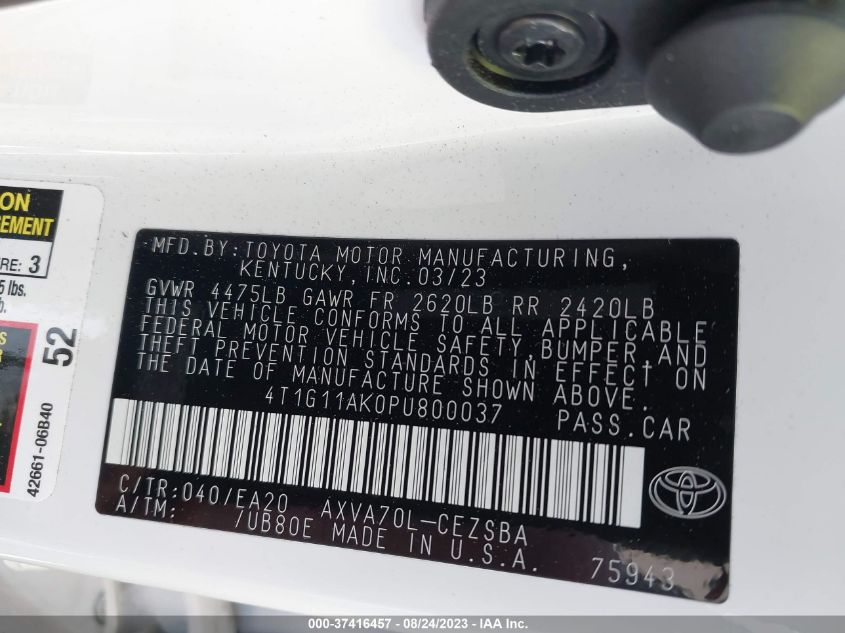 ON
CEMENT
RE: 3
5 lbs.
b.
S
R
52
42661-06B40
MFD.BY:TOYOTA MOTOR MANUFACTURING,
KENTUCKY,INC.03/23
GVWR 4475LB GAWR FR 2620LB RR 2420LB
THIS VEHICLE CONFORMS TO ALL APPLICABLE
FEDERAL MOTOR VEHICLE SAFETY,BUMPER,AND
THEFT PREVENTION STANDARDS IN EFFECT ON
THE DATE OF MANUFACTURE SHOWN ABOVE.
4T1G11AK0PU800037 PASS.CAR
C/TR:040/EA20 AXVA70L-CEZSBA
A/TM: /UB80E MADE IN U.S.A.
75943
000-37416457 - 08/24/2023 - IAA Inc.